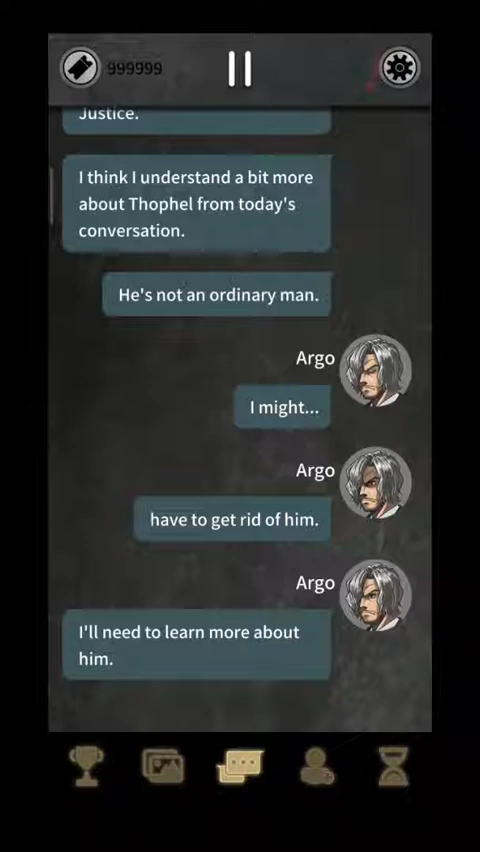 999999
Justice.
I think I understand a bit more
about Thophel from today's
conversation.
He's not an ordinary man.
Argo
I might...
Argo
have to get rid of him.
Argo
I'll need to learn more about
him.